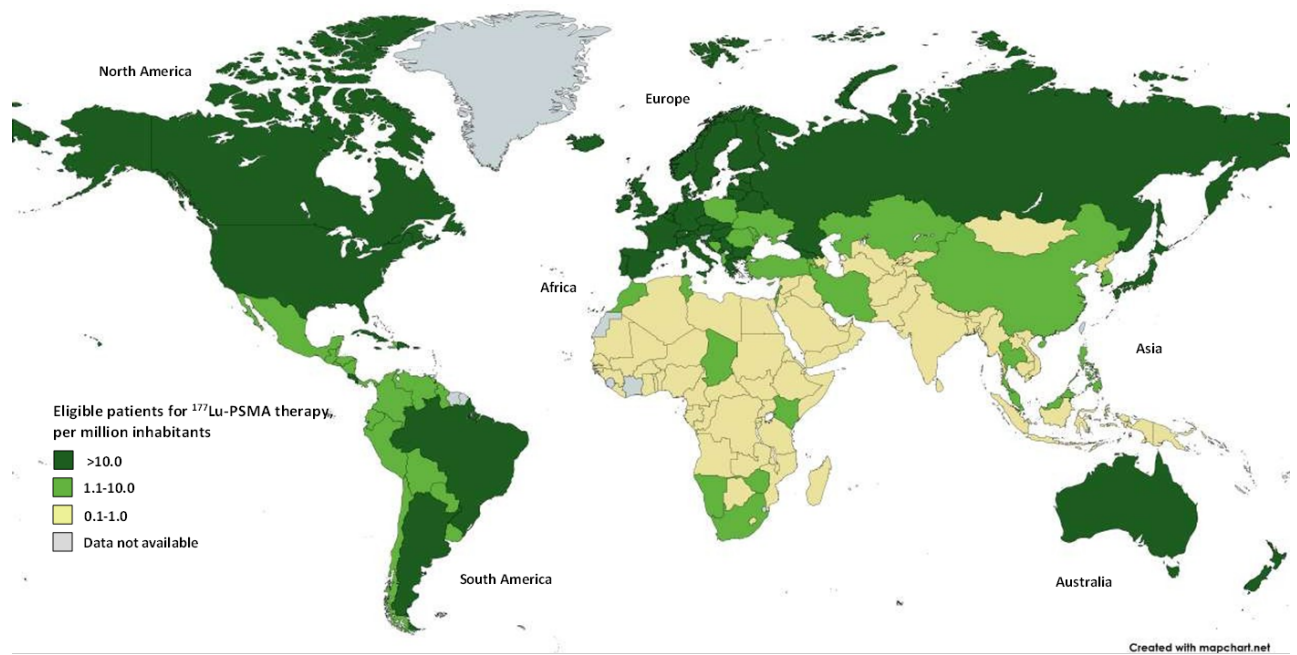 North America
Europe
Africa
Asia
Eligible patients for ¹⁷⁷Lu-PSMA therapy,
per million inhabitants
>10.0
1.1-10.0
0.1-1.0
Data not available
South America
Australia
Created with mapchart.net